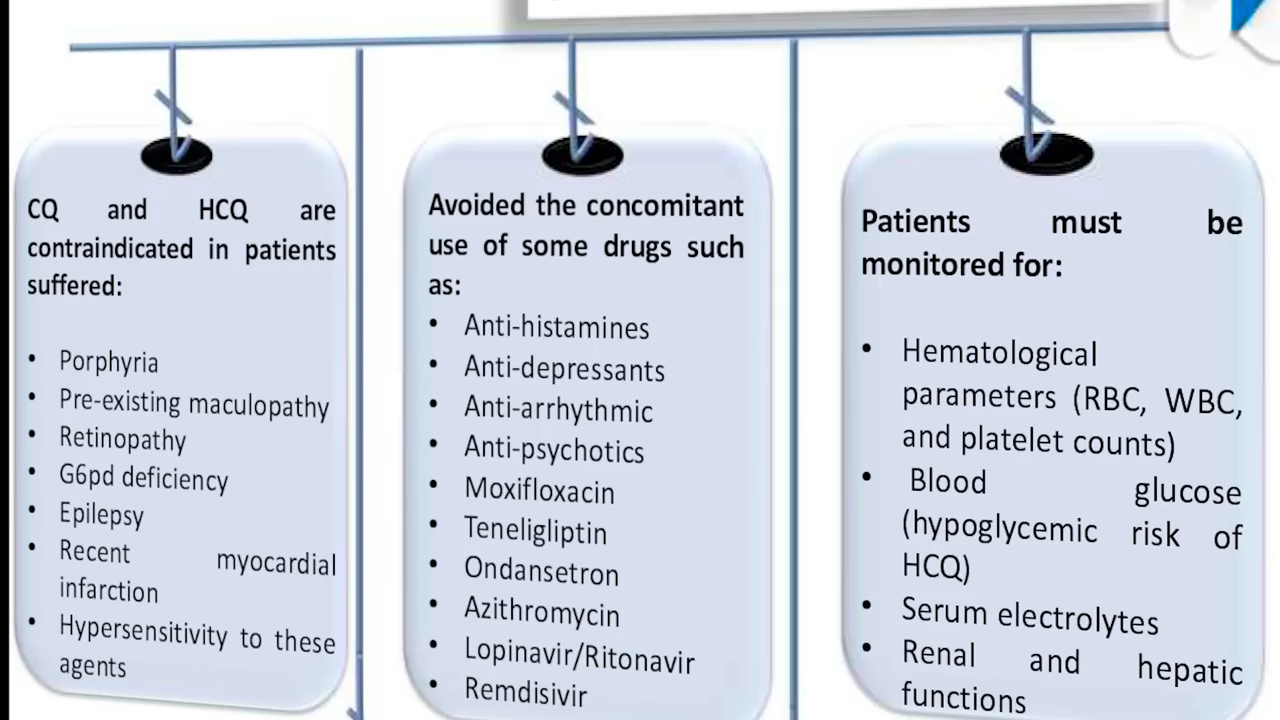 CQ and HCQ are
contraindicated in patients
suffered:
• Porphyria
• Pre-existing maculopathy
• Retinopathy
• G6pd deficiency
• Epilepsy
• Recent myocardial
infarction
• Hypersensitivity to these
agents
Avoided the concomitant
use of some drugs such
as:
• Anti-histamines
• Anti-depressants
• Anti-arrhythmic
• Anti-psychotics
• Moxifloxacin
• Teneligliptin
• Ondansetron
• Azithromycin
• Lopinavir/Ritonavir
• Remdisivir
Patients must be
monitored for:
• Hematological
parameters (RBC, WBC,
and platelet counts)
• Blood glucose
(hypoglycemic risk of
HCQ)
• Serum electrolytes
• Renal and hepatic
functions